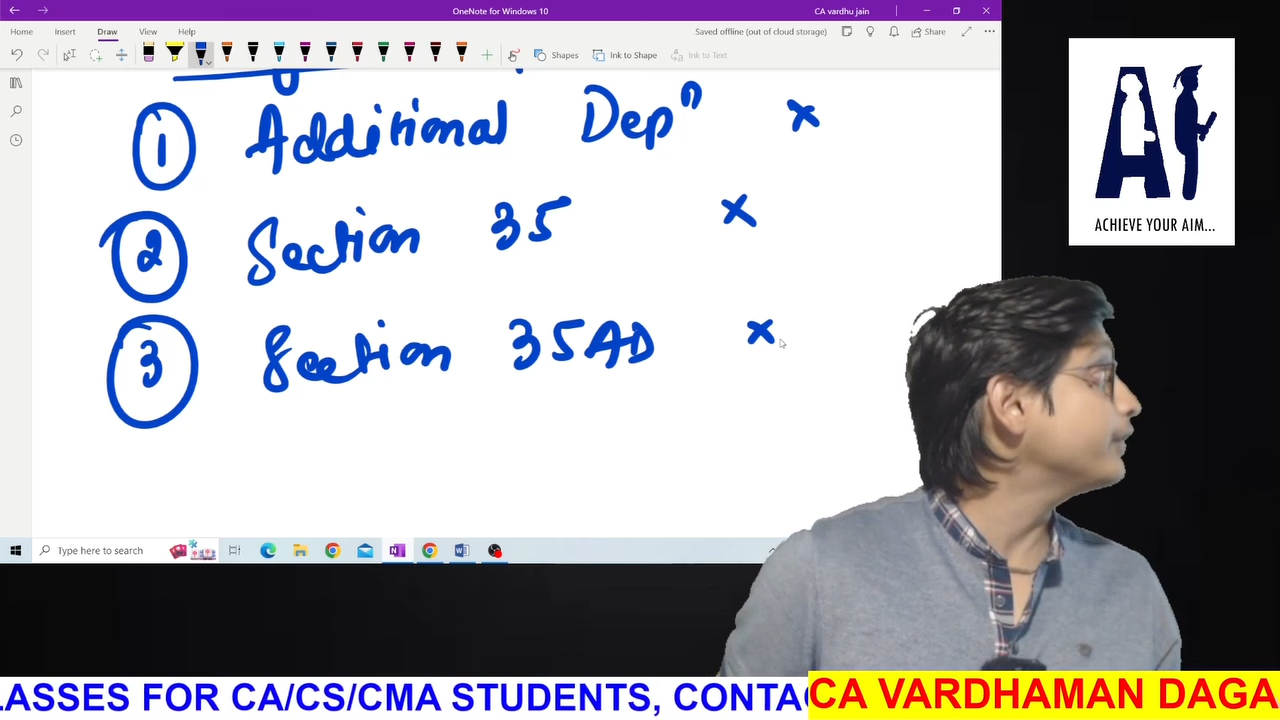 OneNote for Windows 10
CA vardhu jain
Home Insert Draw View Help
Saved offline (out of cloud storage)
Share
Shapes
Ink to Shape
Ink to Text
1 Additional Depⁿ ×
2 Section 35 ×
3 Section 35AD ×
Type here to search
ACHIEVE YOUR AIM...
LASSES FOR CA/CS/CMA STUDENTS, CONTAC
CA VARDHAMAN DAGA